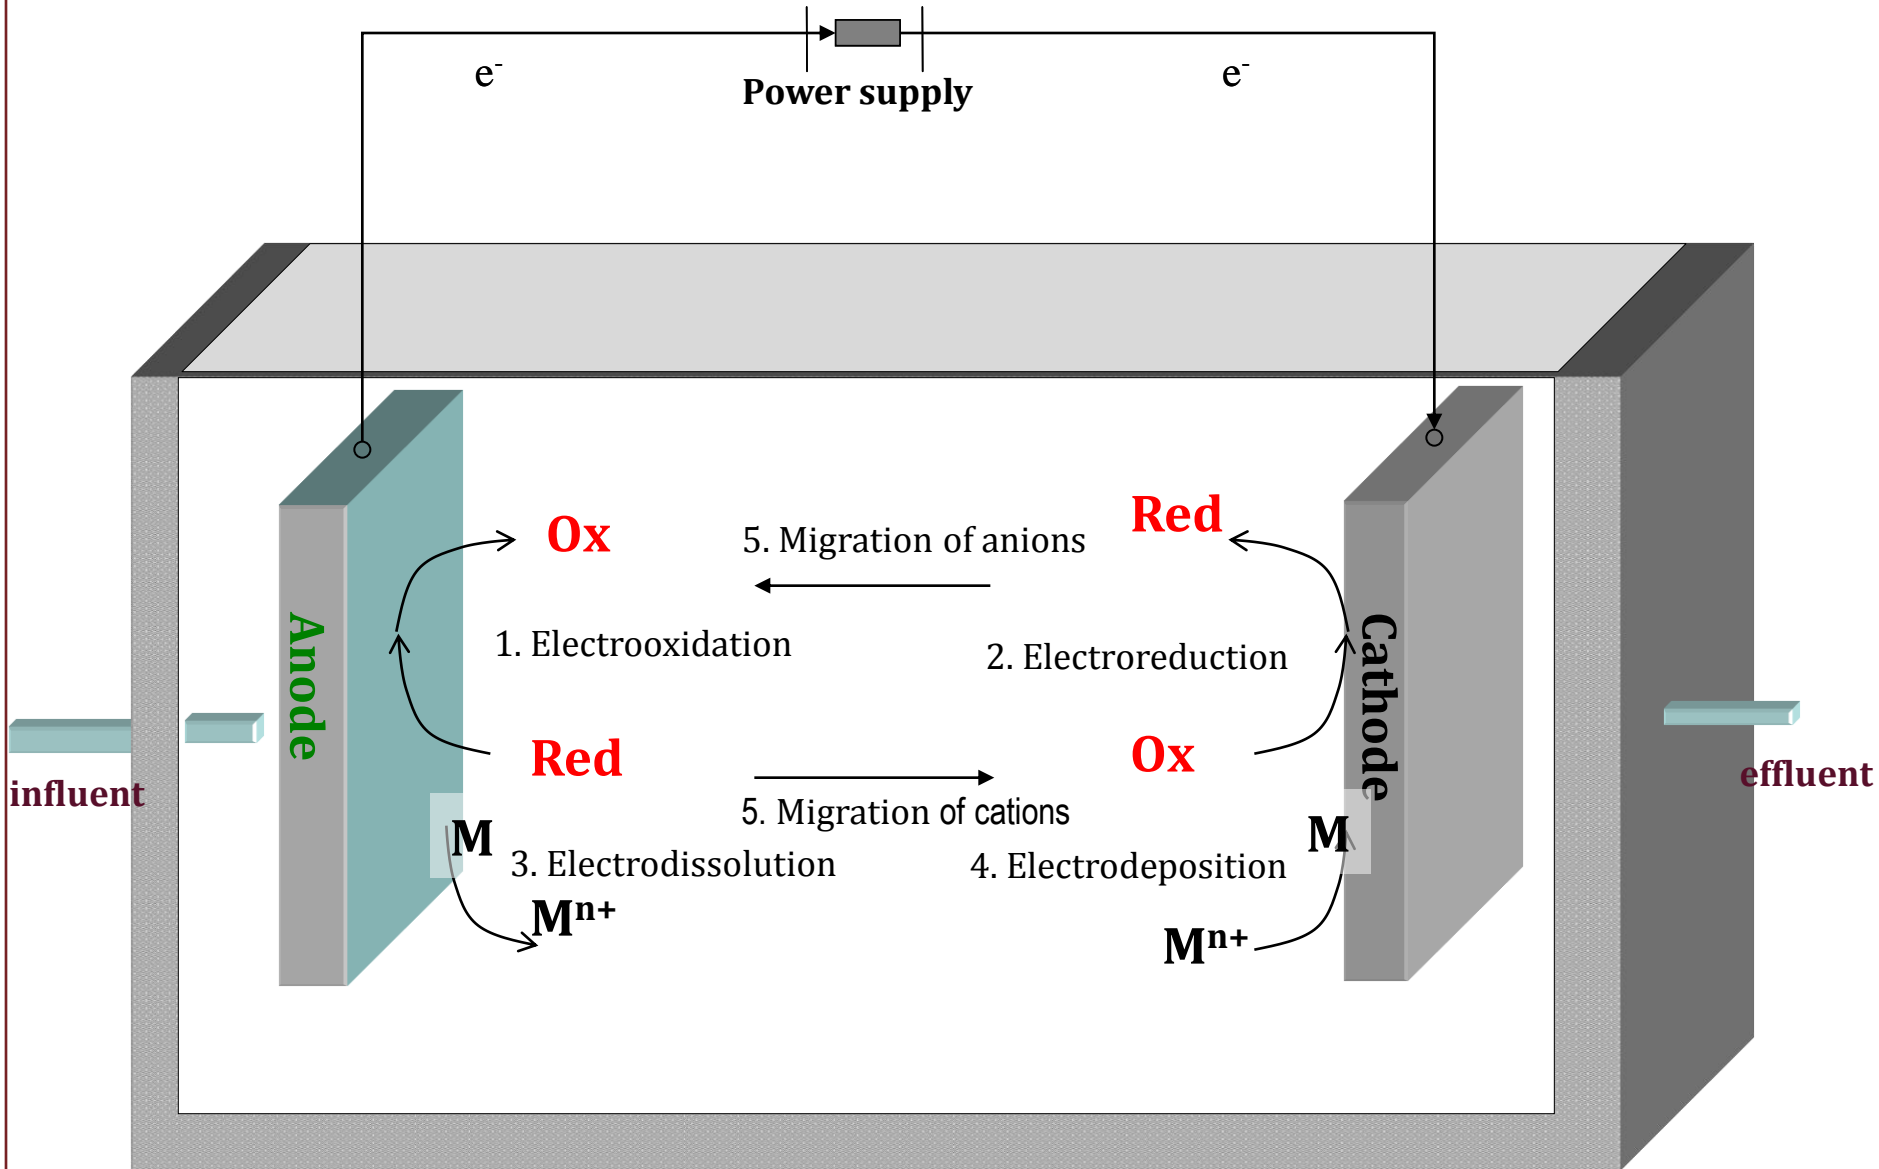 e⁻
e⁻
Power supply
Ox
5. Migration of anions
Red
1. Electrooxidation
2. Electroreduction
Anode
Cathode
Red
Ox
influent
effluent
5. Migration of cations
M
M
3. Electrodissolution
4. Electrodeposition
Mⁿ⁺
Mⁿ⁺